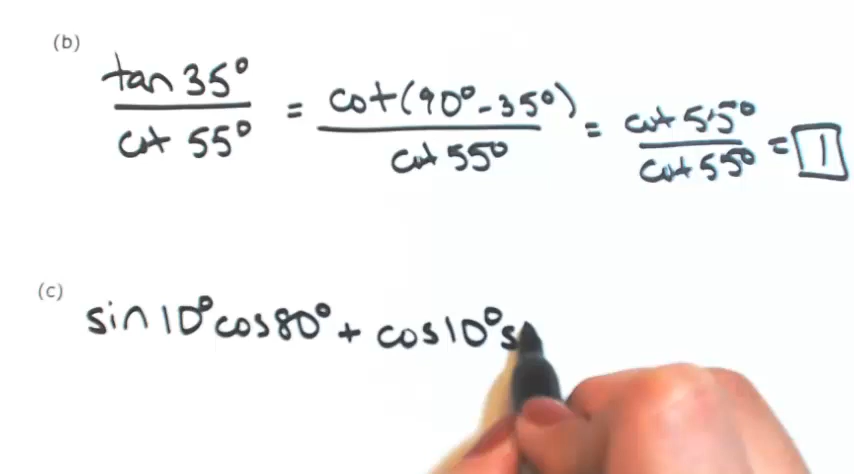 (b)
tan 35° / cot 55° = cot(90°-35°) / cot 55° = cot 55° / cot 55° = 1
(c)
sin 10° cos 80° + cos 10° s